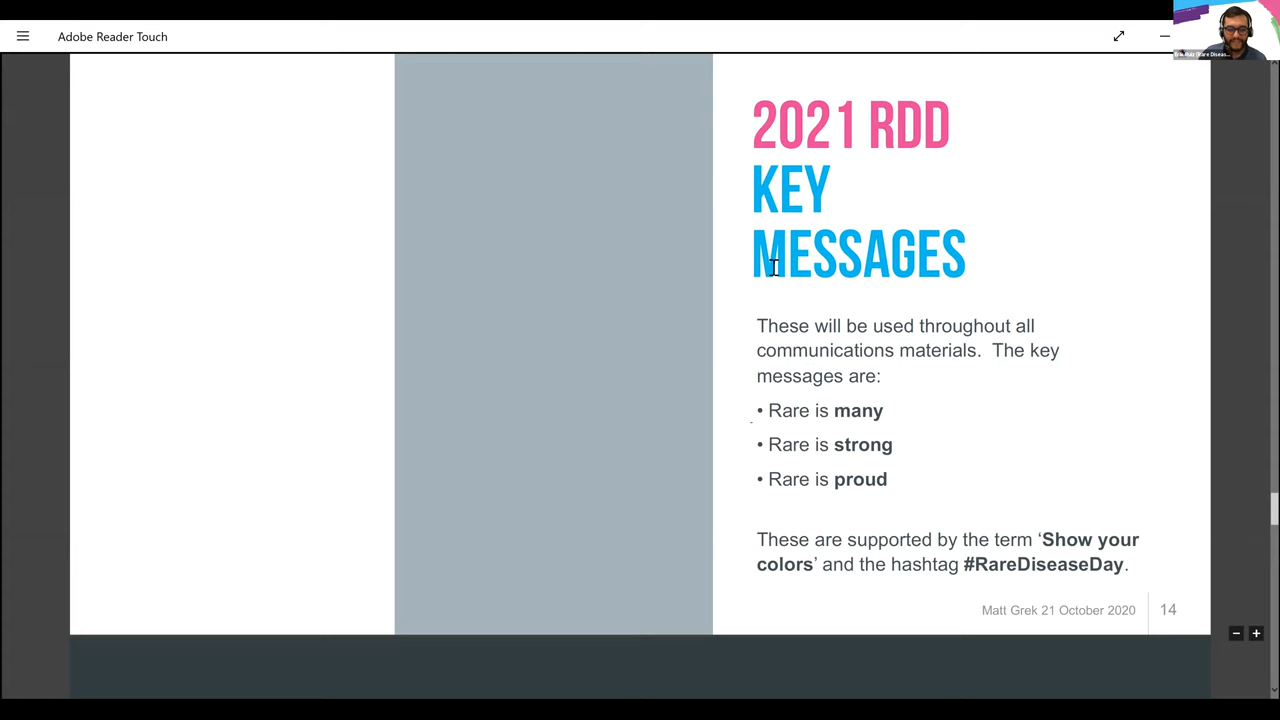 Adobe Reader Touch
2021 RDD
KEY
MESSAGES
These will be used throughout all
communications materials.  The key
messages are:
• Rare is many
• Rare is strong
• Rare is proud
These are supported by the term ‘Show your
colors’ and the hashtag #RareDiseaseDay.
Matt Grek 21 October 2020
14